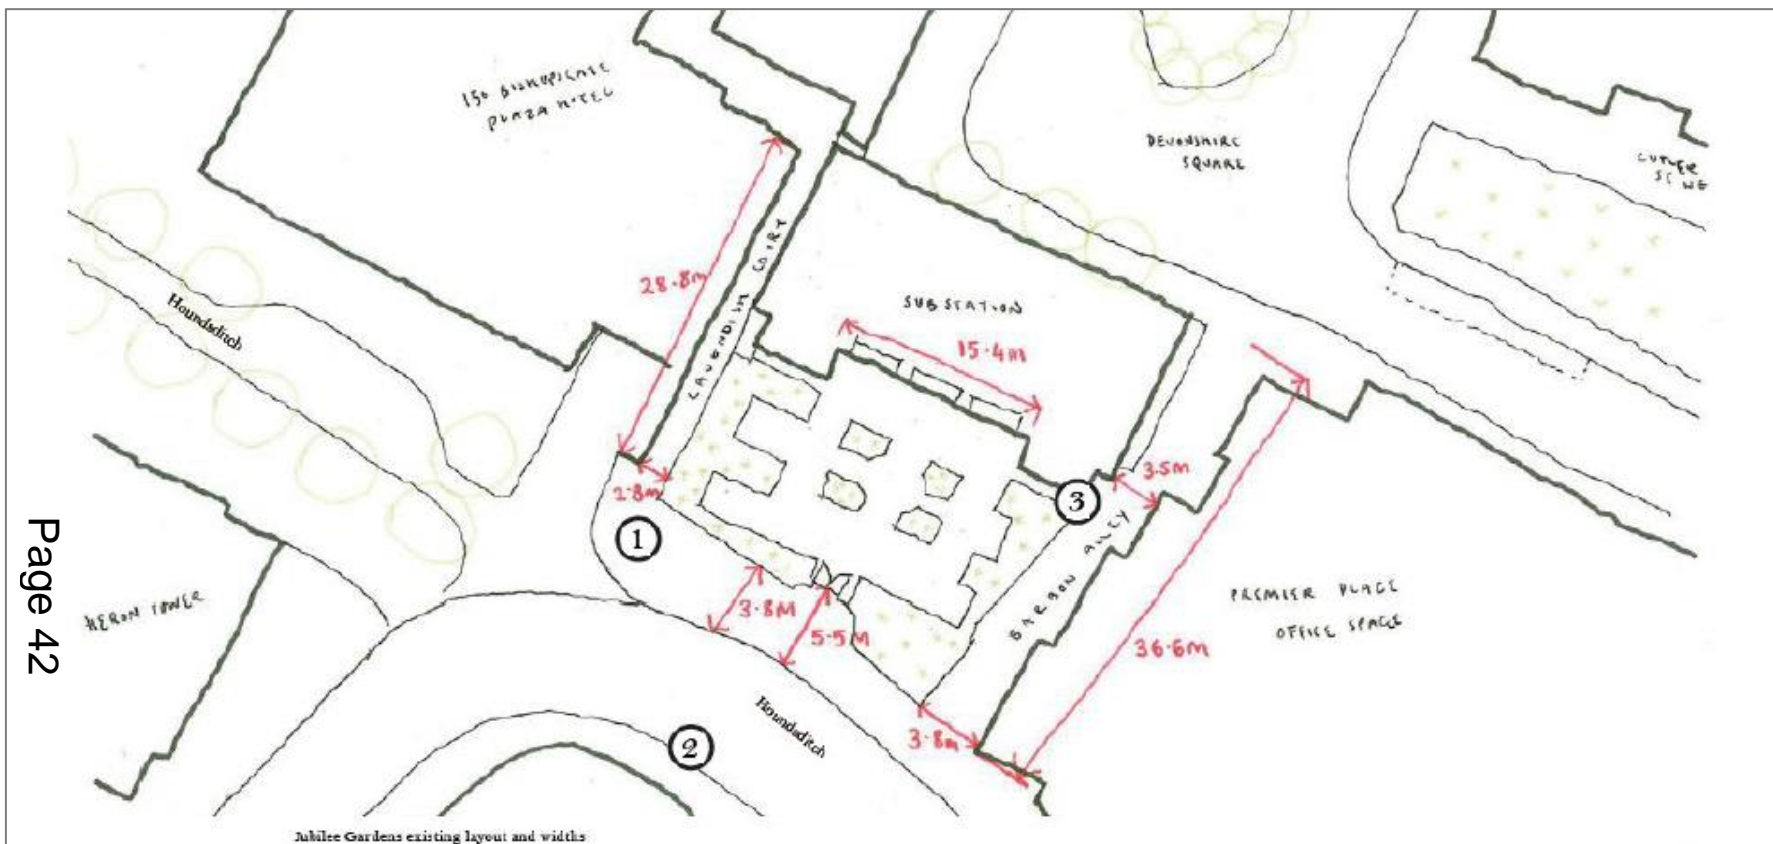 150 BISHOPSGATE
PLAZA HOTEL
DEVONSHIRE
SQUARE
CUTLER
Houndsditch
28.8m
CAVENDISH COURT
SUBSTATION
15.4m
2.8m
3.5m
1
3
BARBON ALLEY
3.8M
5.5M
HERON TOWER
PREMIER PLACE
OFFICE SPACE
36.6m
Houndsditch
3.8m
2
Page 42
Jubilee Gardens existing layout and widths